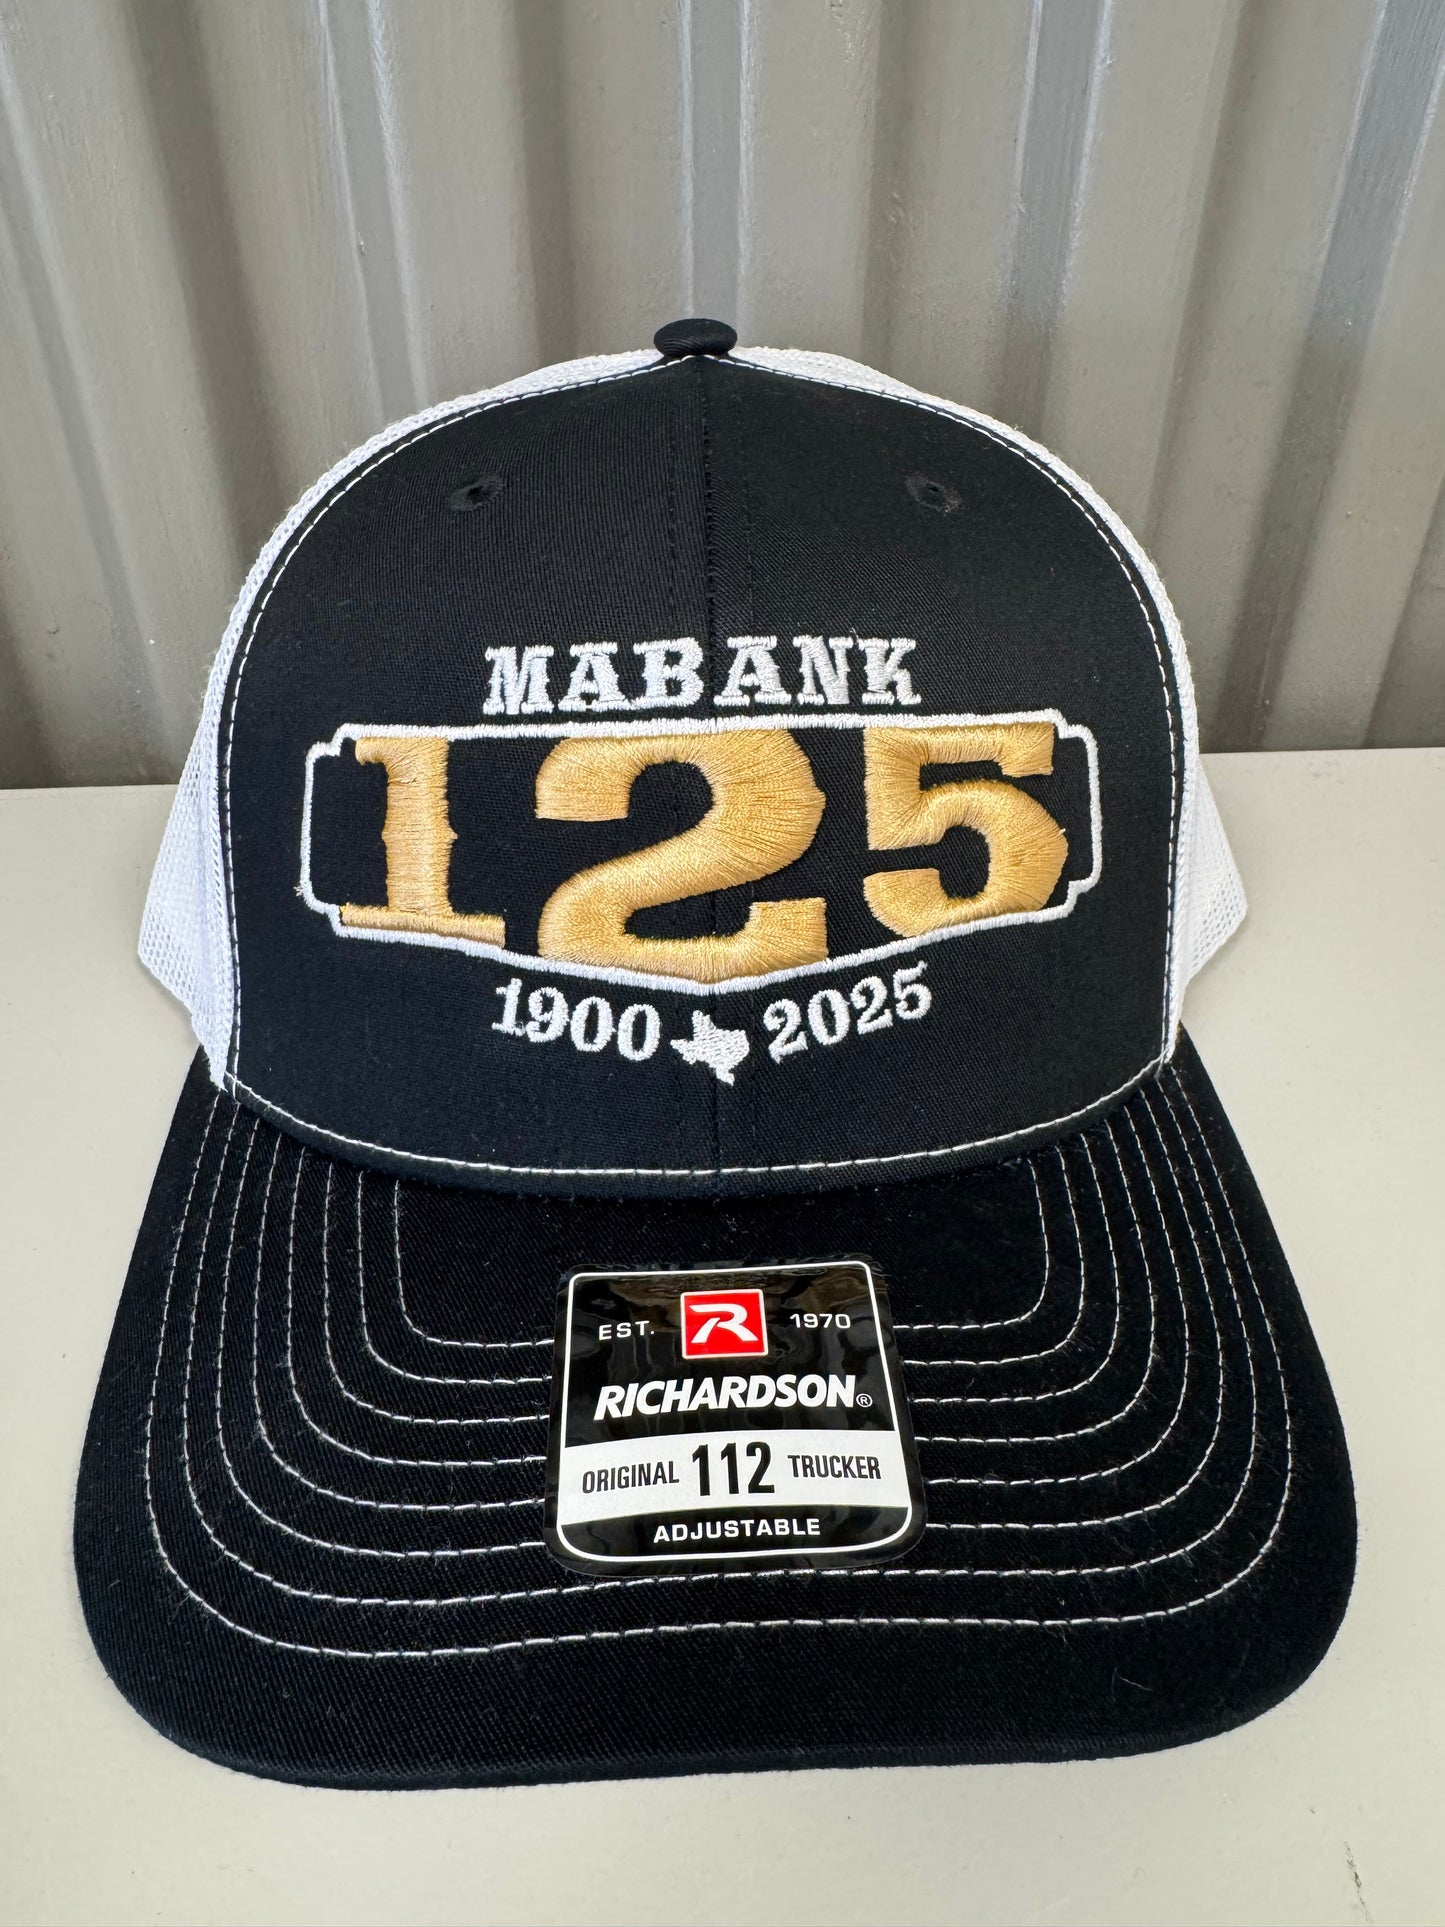 MABANK
125
1900 2025
EST. R 1970
RICHARDSON®
ORIGINAL 112 TRUCKER
ADJUSTABLE